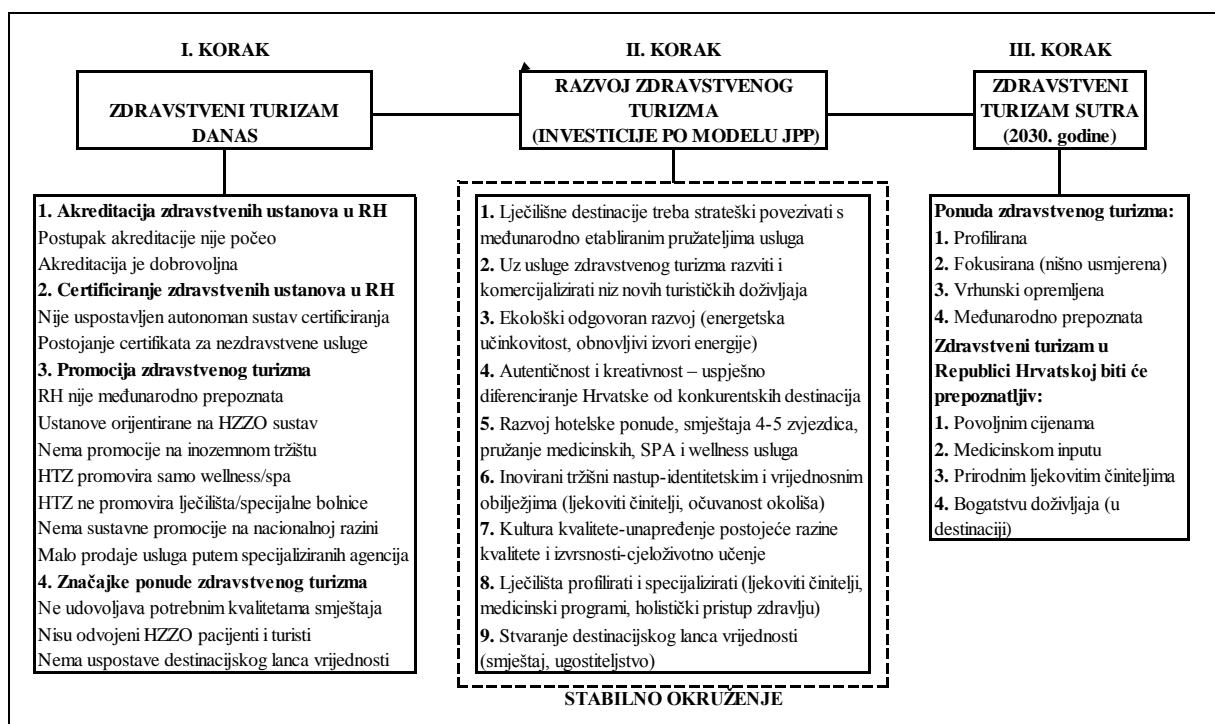 I. KORAK
ZDRAVSTVENI TURIZAM
DANAS
1. Akreditacija zdravstvenih ustanova u RH
Postupak akreditacije nije počeo
Akreditacija je dobrovoljna
2. Certificiranje zdravstvenih ustanova u RH
Nije uspostavljen autonoman sustav certificiranja
Postojanje certifikata za nezdravstvene usluge
3. Promocija zdravstvenog turizma
RH nije međunarodno prepoznata
Ustanove orijentirane na HZZO sustav
Nema promocije na inozemnom tržištu
HTZ promovira samo wellness/spa
HTZ ne promovira lječilišta/specijalne bolnice
Nema sustavne promocije na nacionalnoj razini
Malo prodaje usluga putem specijaliziranih agencija
4. Značajke ponude zdravstvenog turizma
Ne udovoljava potrebnim kvalitetama smještaja
Nisu odvojeni HZZO pacijenti i turisti
Nema uspostave destinacijskog lanca vrijednosti
II. KORAK
RAZVOJ ZDRAVSTVENOG
TURIZMA
(INVESTICIJE PO MODELU JPP)
1. Lječilišne destinacije treba strateški povezivati s
međunarodno etabliranim pružateljima usluga
2. Uz usluge zdravstvenog turizma razviti i
komercijalizirati niz novih turističkih doživljaja
3. Ekološki odgovoran razvoj (energetska
učinkovitost, obnovljivi izvori energije)
4. Autentičnost i kreativnost – uspješno
diferenciranje Hrvatske od konkurentskih destinacija
5. Razvoj hotelske ponude, smještaja 4-5 zvjezdica,
pružanje medicinskih, SPA i wellness usluga
6. Inovirani tržišni nastup-identitetskim i vrijednosnim
obilježjima (ljekoviti činitelji, očuvanost okoliša)
7. Kultura kvalitete-unapređenje postojeće razine
kvalitete i izvrsnosti-cjeloživotno učenje
8. Lječilišta profilirati i specijalizirati (ljekoviti činitelji,
medicinski programi, holistički pristup zdravlju)
9. Stvaranje destinacijskog lanca vrijednosti
(smještaj, ugostiteljstvo)
STABILNO OKRUŽENJE
III. KORAK
ZDRAVSTVENI
TURIZAM SUTRA
(2030. godine)
Ponuda zdravstvenog turizma:
1. Profilirana
2. Fokusirana (nišno usmjerena)
3. Vrhunski opremljena
4. Međunarodno prepoznata
Zdravstveni turizam u
Republici Hrvatskoj biti će
prepoznatljiv:
1. Povoljnim cijenama
2. Medicinskom inputu
3. Prirodnim ljekovitim činiteljima
4. Bogatstvu doživljaja (u
destinaciji)